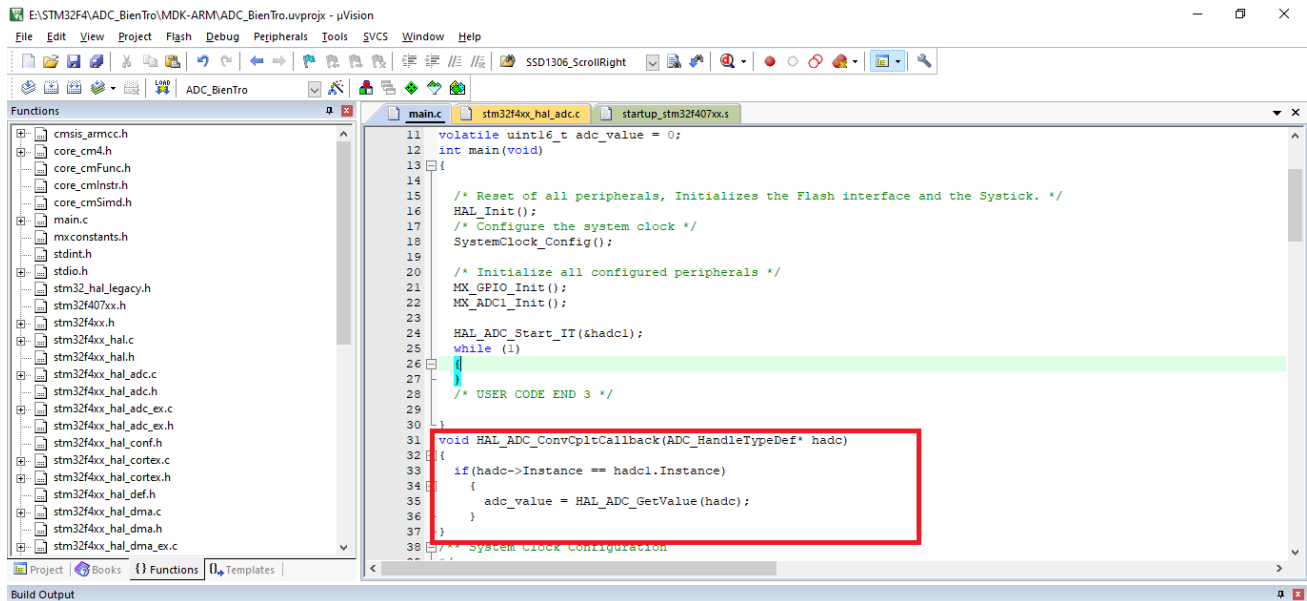 E:\STM32F4\ADC_BienTro\MDK-ARM\ADC_BienTro.uvprojx - µVision
File Edit View Project Flash Debug Peripherals Tools SVCS Window Help
SSD1306_ScrollRight
LOAD ADC_BienTro
Functions
main.c stm32f4xx_hal_adc.c startup_stm32f407xx.s
cmsis_armcc.h
core_cm4.h
core_cmFunc.h
core_cmInstr.h
core_cmSimd.h
main.c
mxconstants.h
stdint.h
stdio.h
stm32_hal_legacy.h
stm32f407xx.h
stm32f4xx.h
stm32f4xx_hal.c
stm32f4xx_hal.h
stm32f4xx_hal_adc.c
stm32f4xx_hal_adc.h
stm32f4xx_hal_adc_ex.c
stm32f4xx_hal_adc_ex.h
stm32f4xx_hal_conf.h
stm32f4xx_hal_cortex.c
stm32f4xx_hal_cortex.h
stm32f4xx_hal_def.h
stm32f4xx_hal_dma.c
stm32f4xx_hal_dma.h
stm32f4xx_hal_dma_ex.c
Project Books {} Functions Templates
11 volatile uint16_t adc_value = 0;
12 int main(void)
13 {
14
15 /* Reset of all peripherals, Initializes the Flash interface and the Systick. */
16 HAL_Init();
17 /* Configure the system clock */
18 SystemClock_Config();
19
20 /* Initialize all configured peripherals */
21 MX_GPIO_Init();
22 MX_ADC1_Init();
23
24 HAL_ADC_Start_IT(&hadc1);
25 while (1)
26 {
27 }
28 /* USER CODE END 3 */
29
30 }
31 void HAL_ADC_ConvCpltCallback(ADC_HandleTypeDef* hadc)
32 {
33 if(hadc->Instance == hadc1.Instance)
34 {
35 adc_value = HAL_ADC_GetValue(hadc);
36 }
37 }
38 /** System Clock Configuration
Build Output